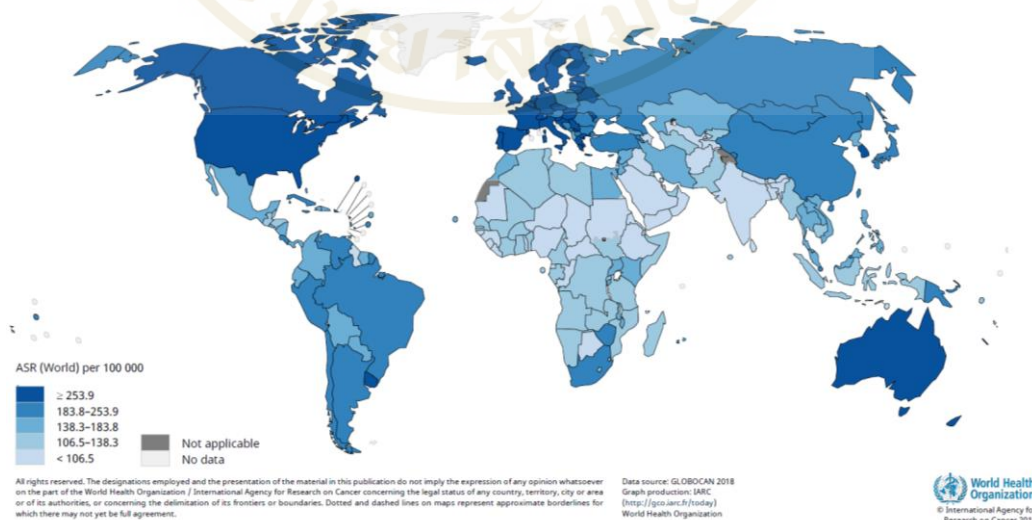 ASR (World) per 100 000
≥ 253.9
183.8–253.9
138.3–183.8
106.5–138.3
< 106.5
Not applicable
No data
All rights reserved. The designations employed and the presentation of the material in this publication do not imply the expression of any opinion whatsoever
on the part of the World Health Organization / International Agency for Research on Cancer concerning the legal status of any country, territory, city or area
or of its authorities, or concerning the delimitation of its frontiers or boundaries. Dotted and dashed lines on maps represent approximate borderlines for
which there may not yet be full agreement.
Data source: GLOBOCAN 2018
Graph production: IARC
(http://gco.iarc.fr/today)
World Health Organization
World Health
Organization
© International Agency for
Research on Cancer